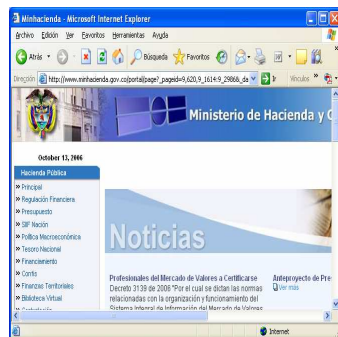 Minhacienda - Microsoft Internet Explorer
Archivo Edición Ver Favoritos Herramientas Ayuda
Atrás Búsqueda Favoritos
Dirección http://www.minhacienda.gov.co/portal/page?_pageid=9,620,9_1614:9_2986&_da Ir Vínculos
Ministerio de Hacienda y C
October 13, 2006
Hacienda Pública
» Principal
» Regulación Financiera
» Presupuesto
» SIIF Nación
» Política Macroeconómica
» Tesoro Nacional
» Financiamiento
» Confis
» Finanzas Territoriales
» Biblioteca Virtual
Noticias
Profesionales del Mercado de Valores a Certificarse
Decreto 3139 de 2006 "Por el cual se dictan las normas
relacionadas con la organización y funcionamiento del
Sistema Integral de Información del Mercado de Valores
Anteproyecto de Pre
Ver más
Internet